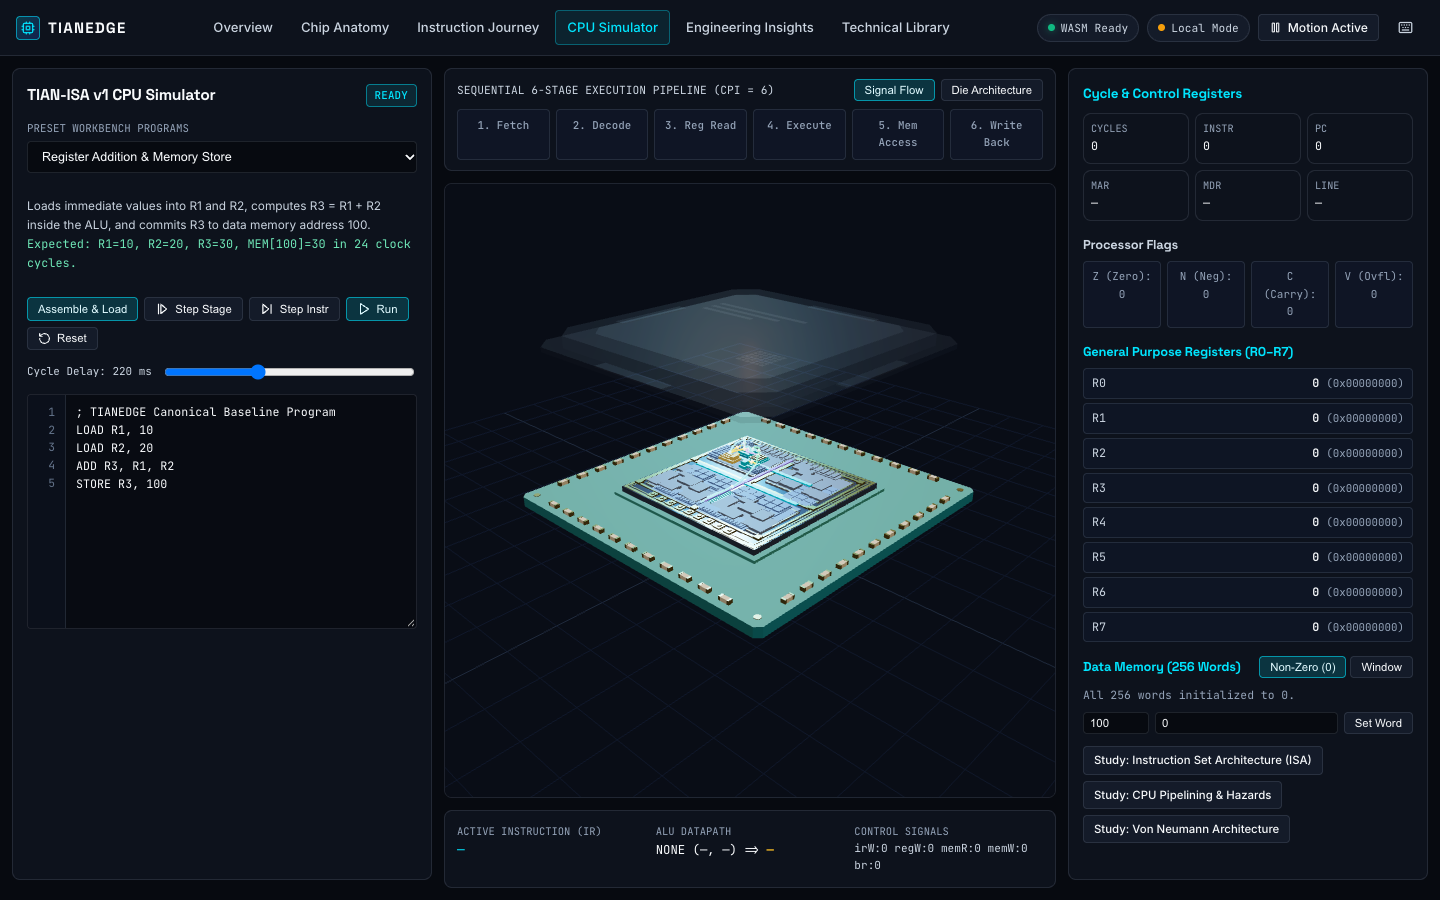 TIANEDGE
Overview
Chip Anatomy
Instruction Journey
CPU Simulator
Engineering Insights
Technical Library
WASM Ready
Local Mode
Motion Active
TIAN-ISA v1 CPU Simulator
READY
PRESET WORKBENCH PROGRAMS
Register Addition & Memory Store
Loads immediate values into R1 and R2, computes R3 = R1 + R2
inside the ALU, and commits R3 to data memory address 100.
Expected: R1=10, R2=20, R3=30, MEM[100]=30 in 24 clock
cycles.
Assemble & Load
Step Stage
Step Instr
Run
Reset
Cycle Delay: 220 ms
1 ; TIANEDGE Canonical Baseline Program
2 LOAD R1, 10
3 LOAD R2, 20
4 ADD R3, R1, R2
5 STORE R3, 100
SEQUENTIAL 6-STAGE EXECUTION PIPELINE (CPI = 6)
Signal Flow
Die Architecture
1. Fetch
2. Decode
3. Reg Read
4. Execute
5. Mem
Access
6. Write
Back
ACTIVE INSTRUCTION (IR)
—
ALU DATAPATH
NONE (—, —) => —
CONTROL SIGNALS
irW:0 regW:0 memR:0 memW:0
br:0
Cycle & Control Registers
CYCLES
0
INSTR
0
PC
0
MAR
—
MDR
—
LINE
—
Processor Flags
Z (Zero):
0
N (Neg):
0
C
(Carry):
0
V (Ovfl):
0
General Purpose Registers (R0–R7)
R0 0 (0x00000000)
R1 0 (0x00000000)
R2 0 (0x00000000)
R3 0 (0x00000000)
R4 0 (0x00000000)
R5 0 (0x00000000)
R6 0 (0x00000000)
R7 0 (0x00000000)
Data Memory (256 Words)
Non-Zero (0)
Window
All 256 words initialized to 0.
100
0
Set Word
Study: Instruction Set Architecture (ISA)
Study: CPU Pipelining & Hazards
Study: Von Neumann Architecture